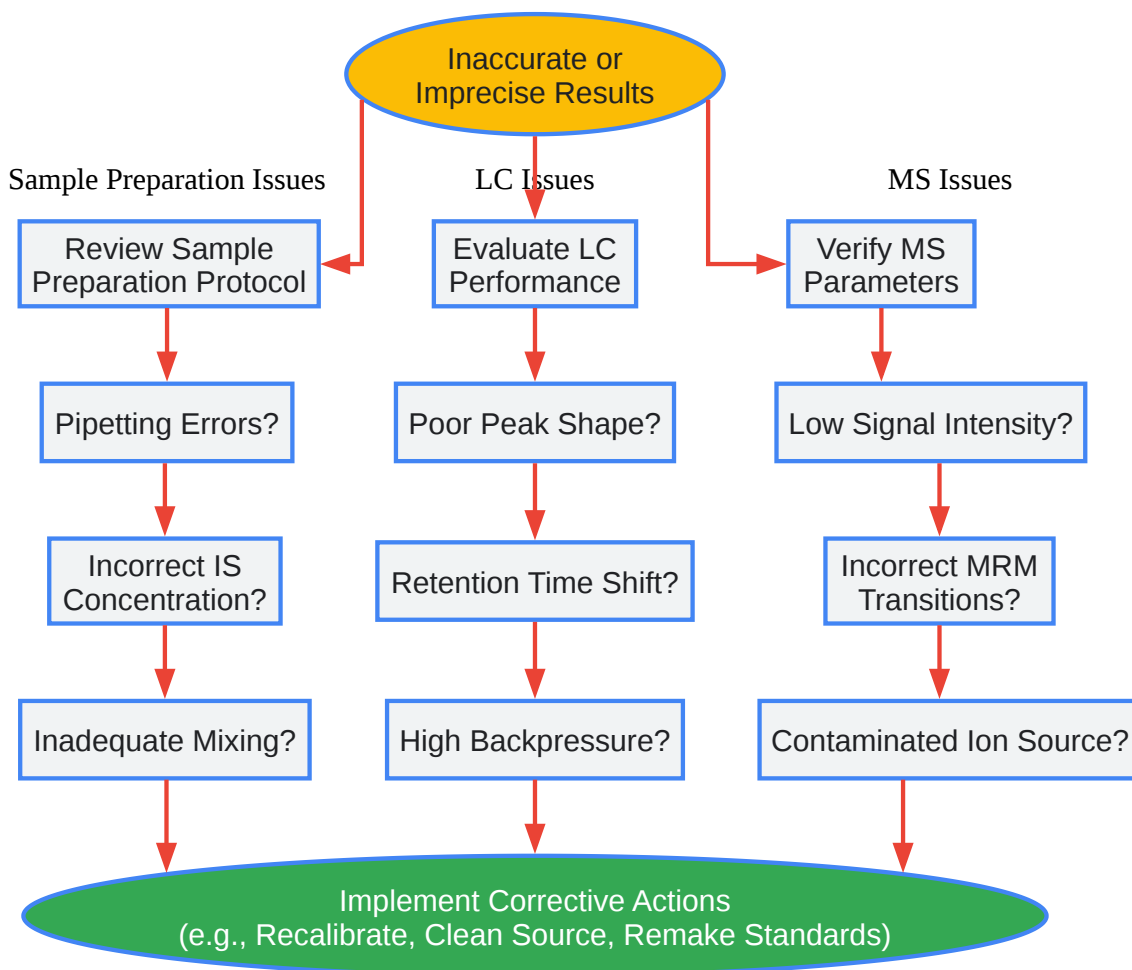 Inaccurate or
Imprecise Results
Sample Preparation Issues
LC Issues
MS Issues
Review Sample
Preparation Protocol
Evaluate LC
Performance
Verify MS
Parameters
Pipetting Errors?
Poor Peak Shape?
Low Signal Intensity?
Incorrect IS
Concentration?
Retention Time Shift?
Incorrect MRM
Transitions?
Inadequate Mixing?
High Backpressure?
Contaminated Ion Source?
Implement Corrective Actions
(e.g., Recalibrate, Clean Source, Remake Standards)